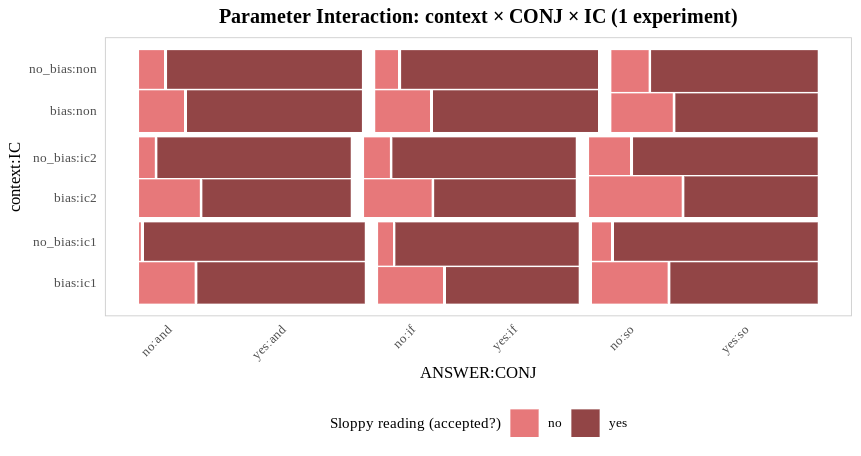 Parameter Interaction: context × CONJ × IC (1 experiment)
context:IC
no_bias:non
bias:non
no_bias:ic2
bias:ic2
no_bias:ic1
bias:ic1
no:and
yes:and
no:if
yes:if
no:so
yes:so
ANSWER:CONJ
Sloppy reading (accepted?) no yes